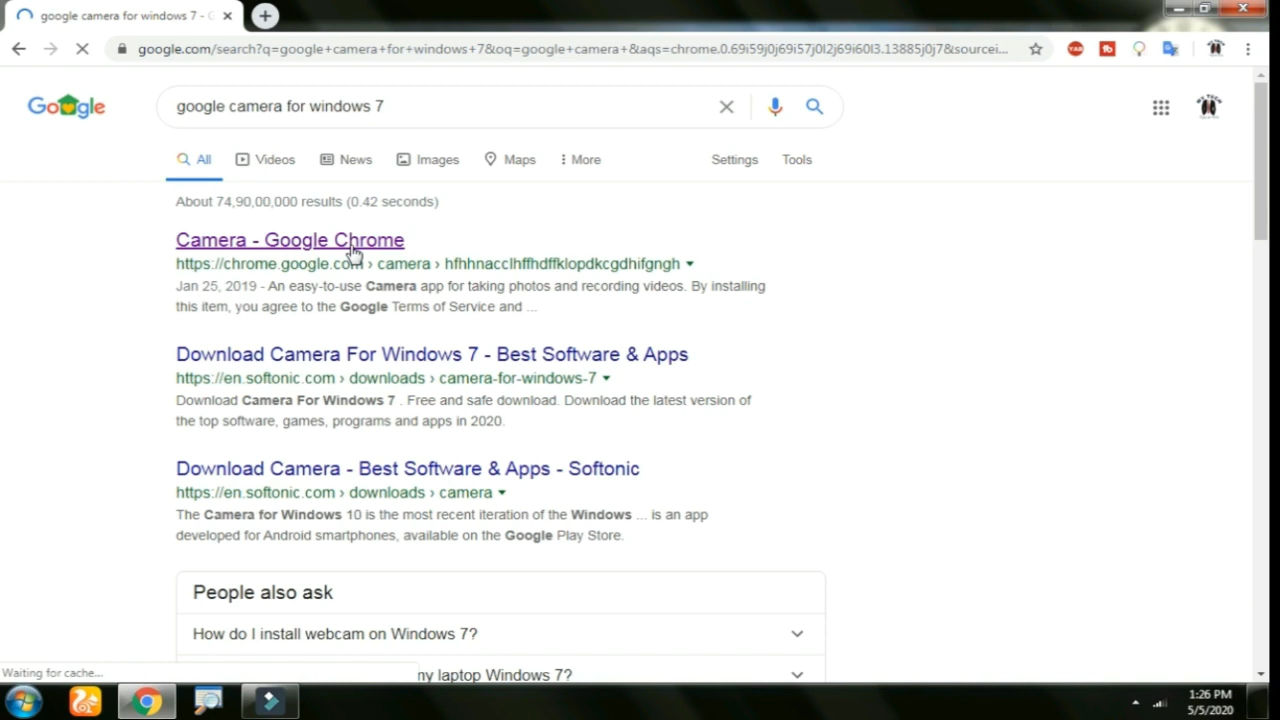 google camera for windows 7 - G
google.com/search?q=google+camera+for+windows+7&oq=google+camera+&aqs=chrome.0.69i59j0j69i57j0l2j69i60l3.13885j0j7&sourcei...
Google
google camera for windows 7
All
Videos
News
Images
Maps
More
Settings
Tools
About 74,90,00,000 results (0.42 seconds)
Camera - Google Chrome
https://chrome.google.com › camera › hfhhnacclhffhdffklopdkcgdhifgngh
Jan 25, 2019 - An easy-to-use Camera app for taking photos and recording videos. By installing
this item, you agree to the Google Terms of Service and ...
Download Camera For Windows 7 - Best Software & Apps
https://en.softonic.com › downloads › camera-for-windows-7
Download Camera For Windows 7 . Free and safe download. Download the latest version of
the top software, games, programs and apps in 2020.
Download Camera - Best Software & Apps - Softonic
https://en.softonic.com › downloads › camera
The Camera for Windows 10 is the most recent iteration of the Windows ... is an app
developed for Android smartphones, available on the Google Play Store.
People also ask
How do I install webcam on Windows 7?
my laptop Windows 7?
Waiting for cache...
1:26 PM
5/5/2020